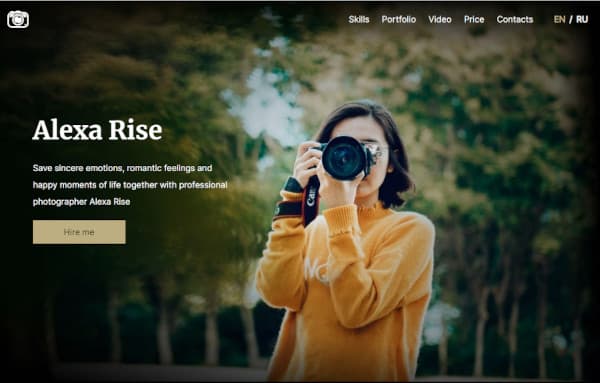 Skills Portfolio Video Price Contacts EN / RU
Alexa Rise
Save sincere emotions, romantic feelings and
happy moments of life together with professional
photographer Alexa Rise
Hire me
Canon